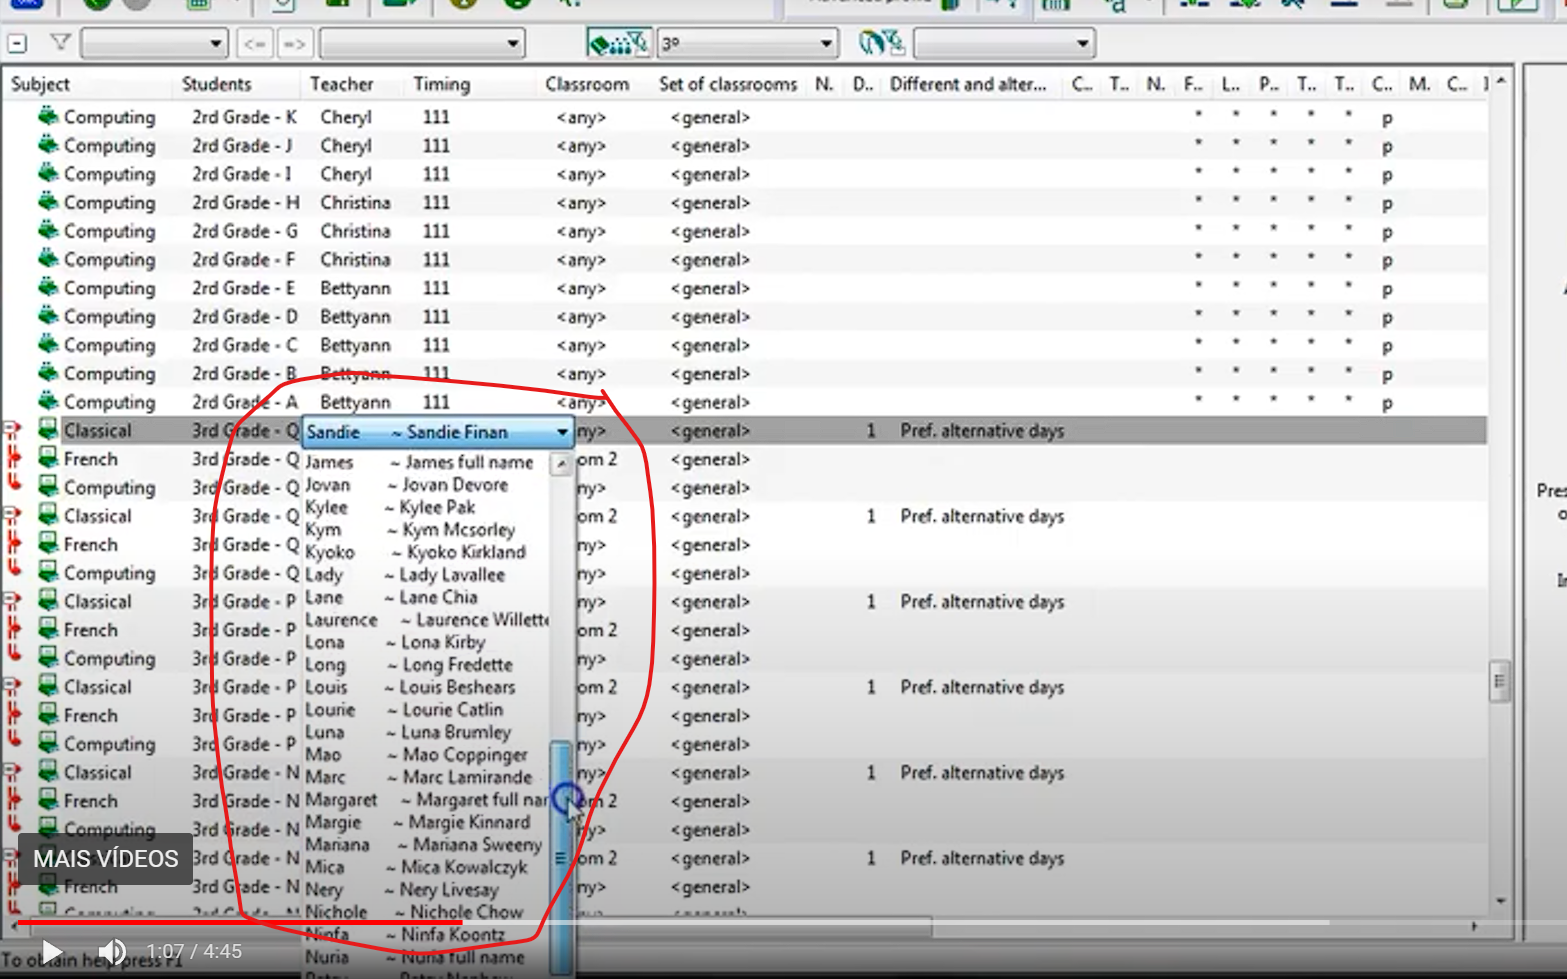 3º
Subject Students Teacher Timing Classroom Set of classrooms N. D.. Different and alter... C.. T.. N. F.. L.. P.. T.. T.. C.. M. C..
Computing 2rd Grade - K Cheryl 111 <any> <general> * * * * * p
Computing 2rd Grade - J Cheryl 111 <any> <general> * * * * * p
Computing 2rd Grade - I Cheryl 111 <any> <general> * * * * * p
Computing 2rd Grade - H Christina 111 <any> <general> * * * * * p
Computing 2rd Grade - G Christina 111 <any> <general> * * * * * p
Computing 2rd Grade - F Christina 111 <any> <general> * * * * * p
Computing 2rd Grade - E Bettyann 111 <any> <general> * * * * * p
Computing 2rd Grade - D Bettyann 111 <any> <general> * * * * * p
Computing 2rd Grade - C Bettyann 111 <any> <general> * * * * * p
Computing 2rd Grade - B Bettyann 111 <any> <general> * * * * * p
Computing 2rd Grade - A Bettyann 111 <any> <general> * * * * * p
Classical 3rd Grade - Q Sandie ~ Sandie Finan ny> <general> 1 Pref. alternative days
French 3rd Grade - Q James ~ James full name om 2 <general>
Computing 3rd Grade - Q Jovan ~ Jovan Devore ny> <general>
Kylee ~ Kylee Pak
Classical 3rd Grade - Q Kym ~ Kym Mcsorley om 2 <general> 1 Pref. alternative days
French 3rd Grade - Q Kyoko ~ Kyoko Kirkland ny> <general>
Computing 3rd Grade - Q Lady ~ Lady Lavallee ny> <general>
Classical 3rd Grade - P Lane ~ Lane Chia ny> <general> 1 Pref. alternative days
French 3rd Grade - P Laurence ~ Laurence Willette om 2 <general>
Lona ~ Lona Kirby
Computing 3rd Grade - P Long ~ Long Fredette ny> <general>
Classical 3rd Grade - P Louis ~ Louis Beshears om 2 <general> 1 Pref. alternative days
French 3rd Grade - P Lourie ~ Lourie Catlin ny> <general>
Luna ~ Luna Brumley
Computing 3rd Grade - P Mao ~ Mao Coppinger ny> <general>
Classical 3rd Grade - N Marc ~ Marc Lamirande ny> <general> 1 Pref. alternative days
French 3rd Grade - N Margaret ~ Margaret full nar om 2 <general>
Computing 3rd Grade - N Margie ~ Margie Kinnard ny> <general>
Mariana ~ Mariana Sweeny
MAIS VÍDEOS 3rd Grade - N Mica ~ Mica Kowalczyk om 2 <general> 1 Pref. alternative days
French 3rd Grade - N Nery ~ Nery Livesay ny> <general>
Nichole ~ Nichole Chow
Ninfa ~ Ninfa Koontz
1:07 / 4:45
To obtain help press F1 Nuria ~ Nuria full name